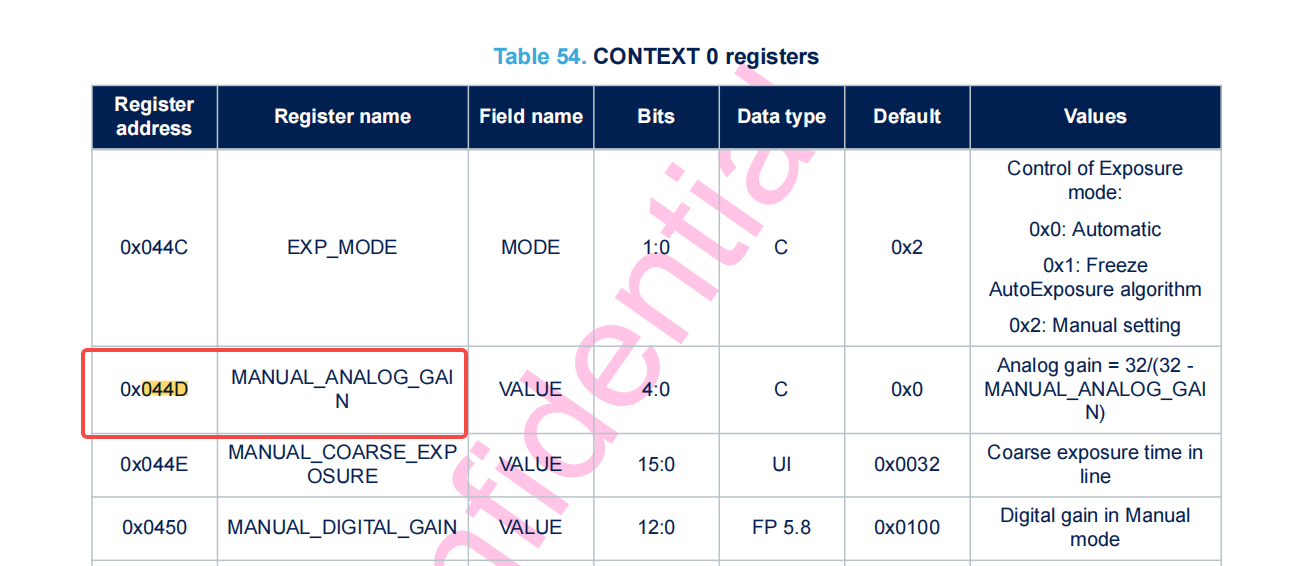 Table 54. CONTEXT 0 registers
Register address Register name Field name Bits Data type Default Values
0x044C EXP_MODE MODE 1:0 C 0x2 Control of Exposure mode:
0x0: Automatic
0x1: Freeze AutoExposure algorithm
0x2: Manual setting
0x044D MANUAL_ANALOG_GAIN VALUE 4:0 C 0x0 Analog gain = 32/(32 - MANUAL_ANALOG_GAIN)
0x044E MANUAL_COARSE_EXPOSURE VALUE 15:0 UI 0x0032 Coarse exposure time in line
0x0450 MANUAL_DIGITAL_GAIN VALUE 12:0 FP 5.8 0x0100 Digital gain in Manual mode